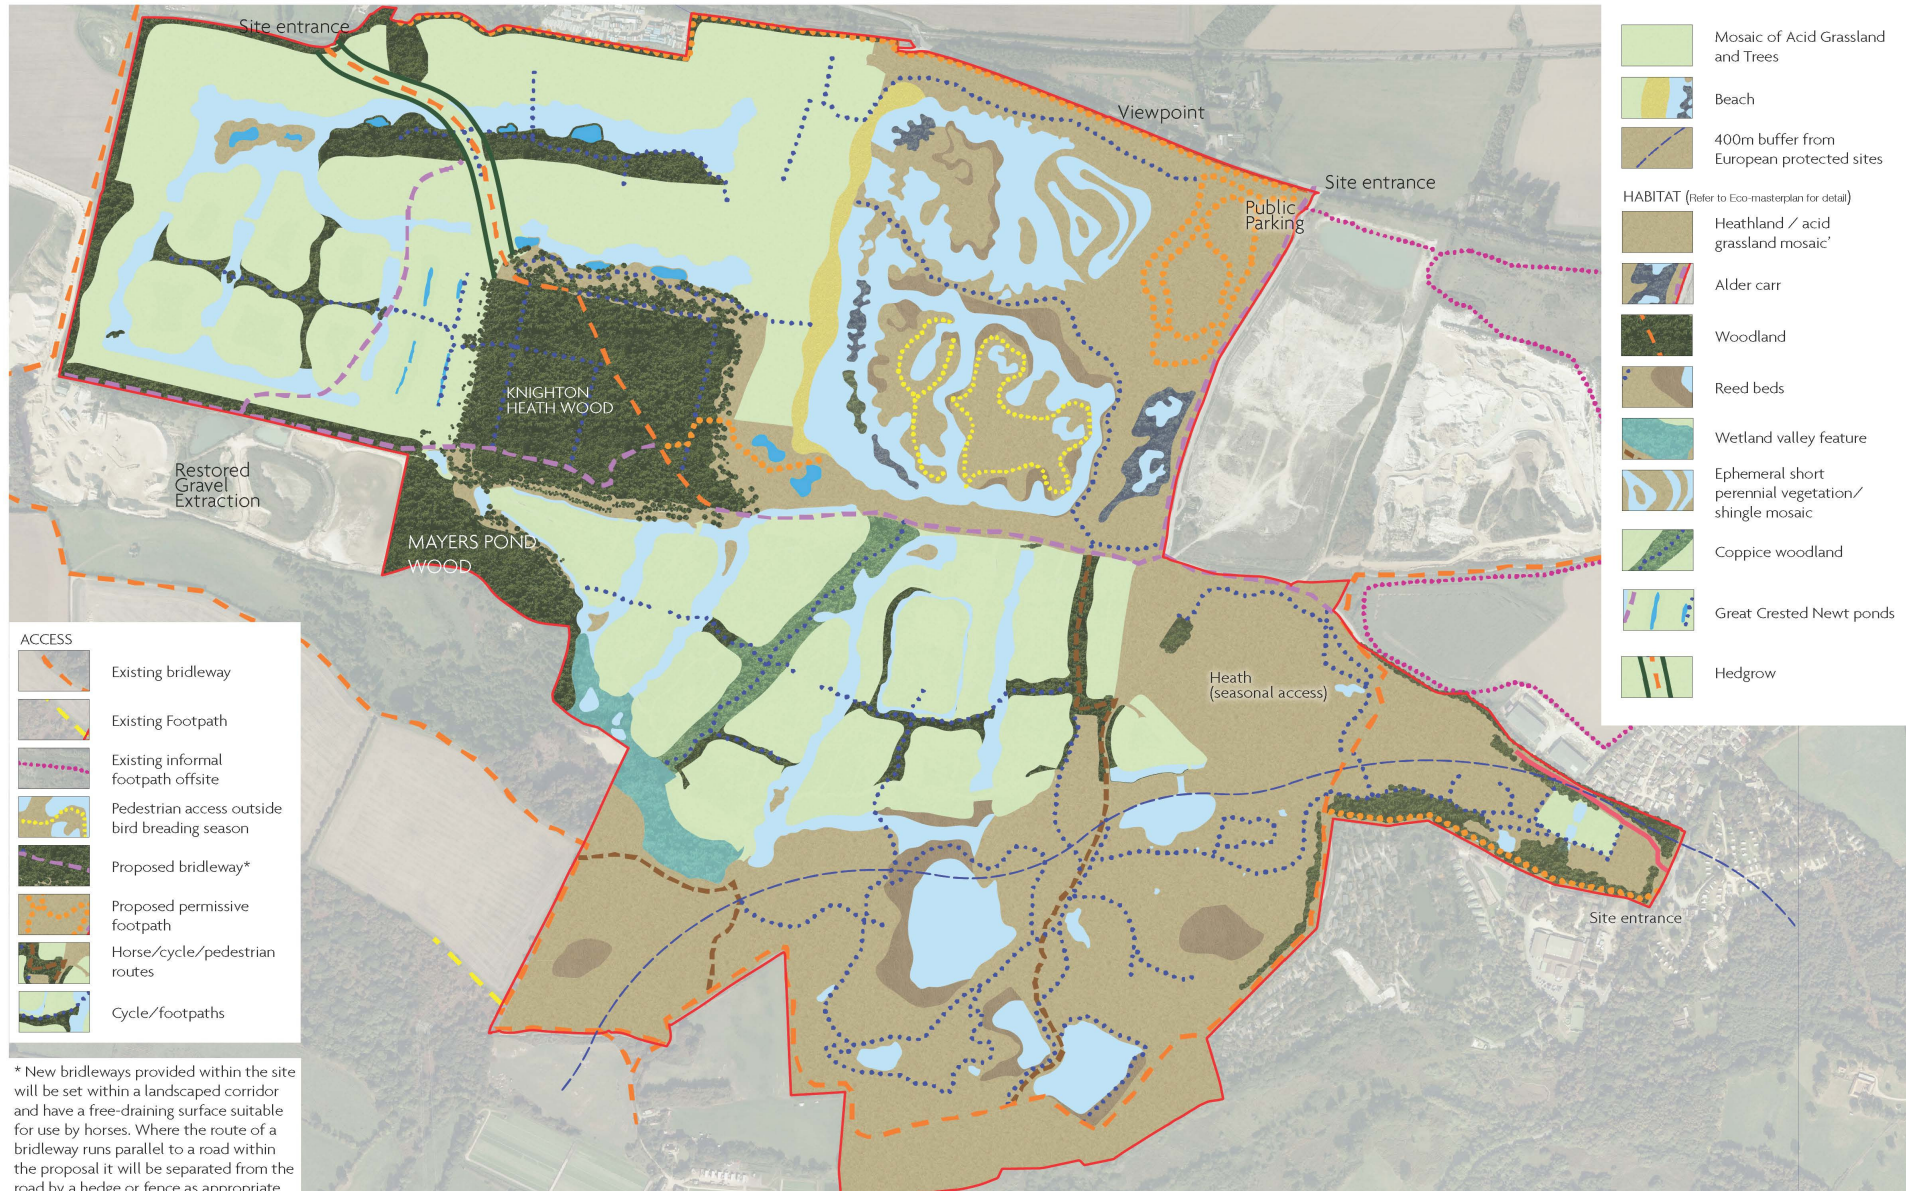 Site entrance
Viewpoint
Site entrance
Public
Parking
KNIGHTON
HEATH WOOD
Restored
Gravel
Extraction
MAYERS POND
WOOD
Heath
(seasonal access)
Site entrance
ACCESS
Existing bridleway
Existing Footpath
Existing informal
footpath offsite
Pedestrian access outside
bird breading season
Proposed bridleway*
Proposed permissive
footpath
Horse/cycle/pedestrian
routes
Cycle/footpaths
* New bridleways provided within the site
will be set within a landscaped corridor
and have a free-draining surface suitable
for use by horses. Where the route of a
bridleway runs parallel to a road within
the proposal it will be separated from the
road by a hedge or fence as appropriate
Mosaic of Acid Grassland
and Trees
Beach
400m buffer from
European protected sites
HABITAT (Refer to Eco-masterplan for detail)
Heathland / acid
grassland mosaic'
Alder carr
Woodland
Reed beds
Wetland valley feature
Ephemeral short
perennial vegetation/
shingle mosaic
Coppice woodland
Great Crested Newt ponds
Hedgrow